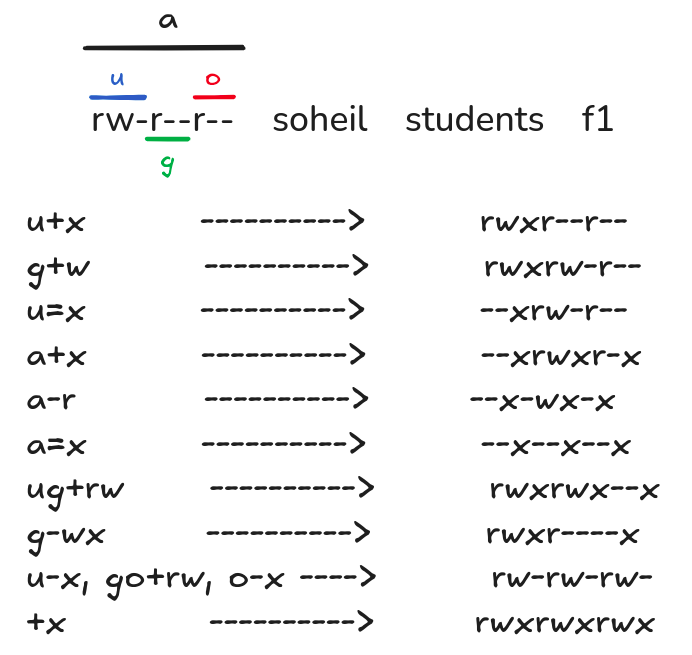 a
u o
rw-r--r-- soheil students f1
g
u+x ----------> rwxr--r--
g+w ----------> rwxrw-r--
u=x ----------> --xrw-r--
a+x ----------> --xrwxr-x
a-r ----------> --x-wx-x
a=x ----------> --x--x--x
ug+rw ----------> rwxrwx--x
g-wx ----------> rwxr----x
u-x, go+rw, o-x ----> rw-rw-rw-
+x ----------> rwxrwxrwx